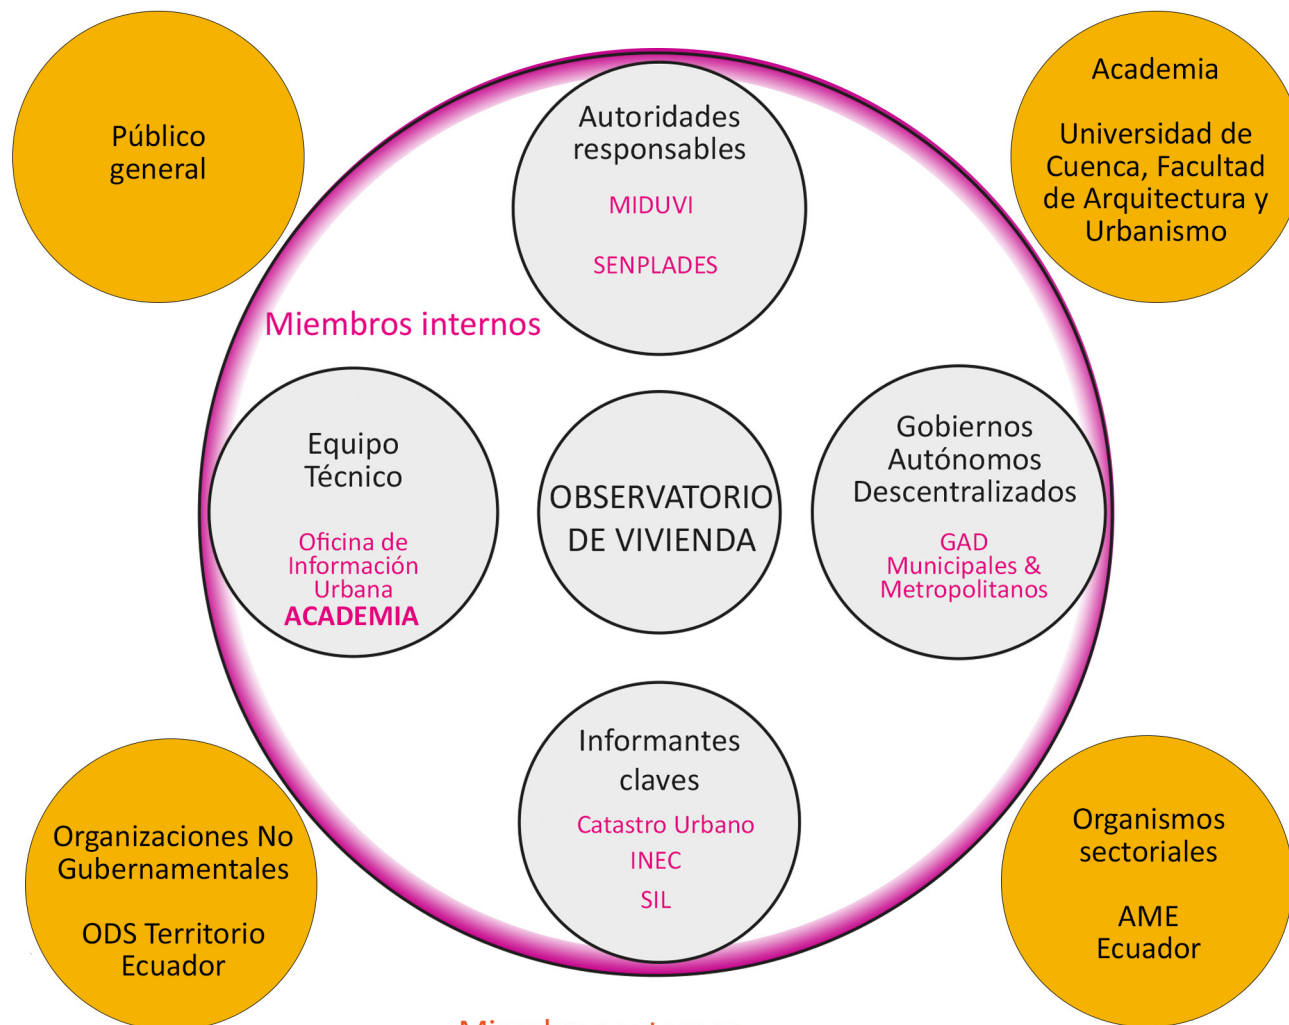 Público
general
Autoridades
responsables
MIDUVI
SENPLADES
Academia
Universidad de
Cuenca, Facultad
de Arquitectura y
Urbanismo
Miembros internos
Equipo
Técnico
Oficina de
Información
Urbana
ACADEMIA
OBSERVATORIO
DE VIVIENDA
Gobiernos
Autónomos
Descentralizados
GAD
Municipales &
Metropolitanos
Informantes
claves
Catastro Urbano
INEC
SIL
Organizaciones No
Gubernamentales
ODS Territorio
Ecuador
Organismos
sectoriales
AME
Ecuador